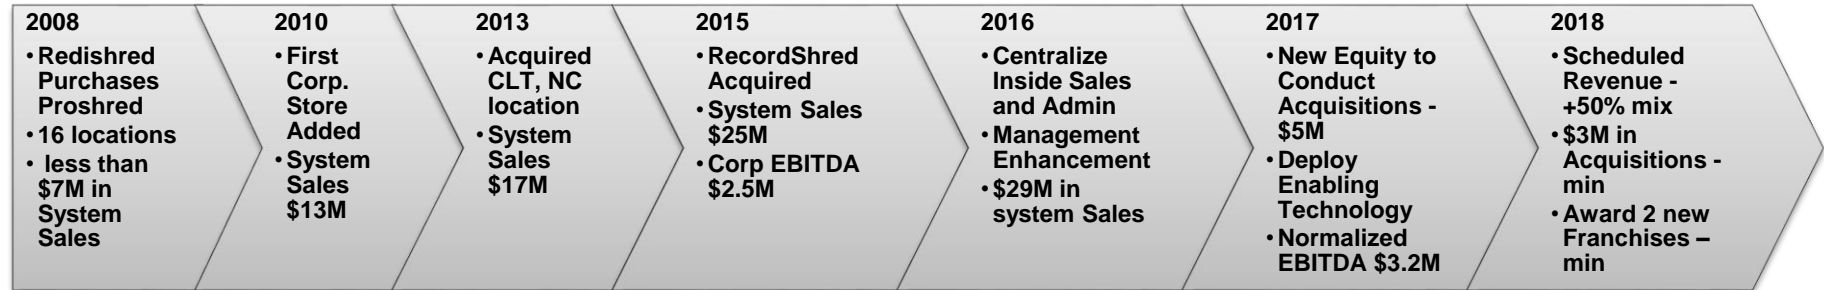 2008
• Redishred
Purchases
Proshred
• 16 locations
• less than
$7M in
System
Sales
2010
• First
Corp.
Store
Added
• System
Sales
$13M
2013
• Acquired
CLT, NC
location
• System
Sales
$17M
2015
• RecordShred
Acquired
• System Sales
$25M
• Corp EBITDA
$2.5M
2016
• Centralize
Inside Sales
and Admin
• Management
Enhancement
• $29M in
system Sales
2017
• New Equity to
Conduct
Acquisitions -
$5M
• Deploy
Enabling
Technology
• Normalized
EBITDA $3.2M
2018
• Scheduled
Revenue -
+50% mix
• $3M in
Acquisitions -
min
• Award 2 new
Franchises –
min